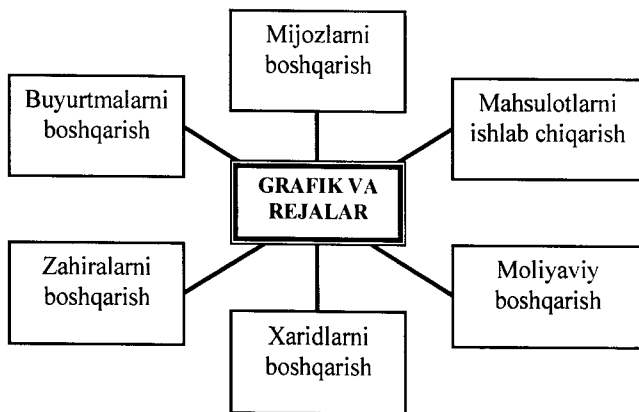 Mijozlarni
boshqarish
Buyurtmalarni
boshqarish
Mahsulotlarni
ishlab chiqarish
GRAFIK VA
REJALAR
Zahiralarni
boshqarish
Moliyaviy
boshqarish
Xaridlarni
boshqarish